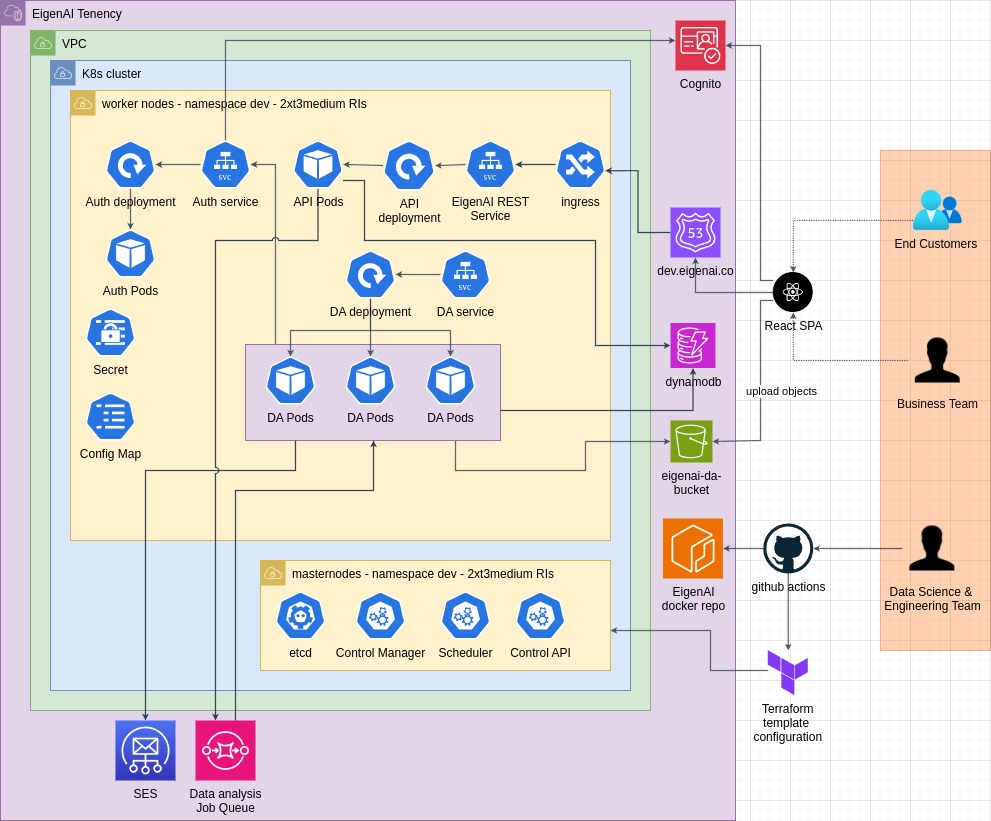 EigenAI Tenency
VPC
K8s cluster
worker nodes - namespace dev - 2xt3medium RIs
Cognito
svc
svc
Auth deployment
Auth service
API Pods
API
deployment
EigenAI REST
Service
ingress
53
dev.eigenai.co
End Customers
Auth Pods
svc
DA deployment
DA service
React SPA
Secret
dynamodb
upload objects
Business Team
DA Pods
DA Pods
DA Pods
Config Map
eigenai-da-
bucket
masternodes - namespace dev - 2xt3medium RIs
EigenAI
docker repo
github actions
Data Science &
Engineering Team
etcd
Control Manager
Scheduler
Control API
Terraform
template
configuration
SES
Data analysis
Job Queue